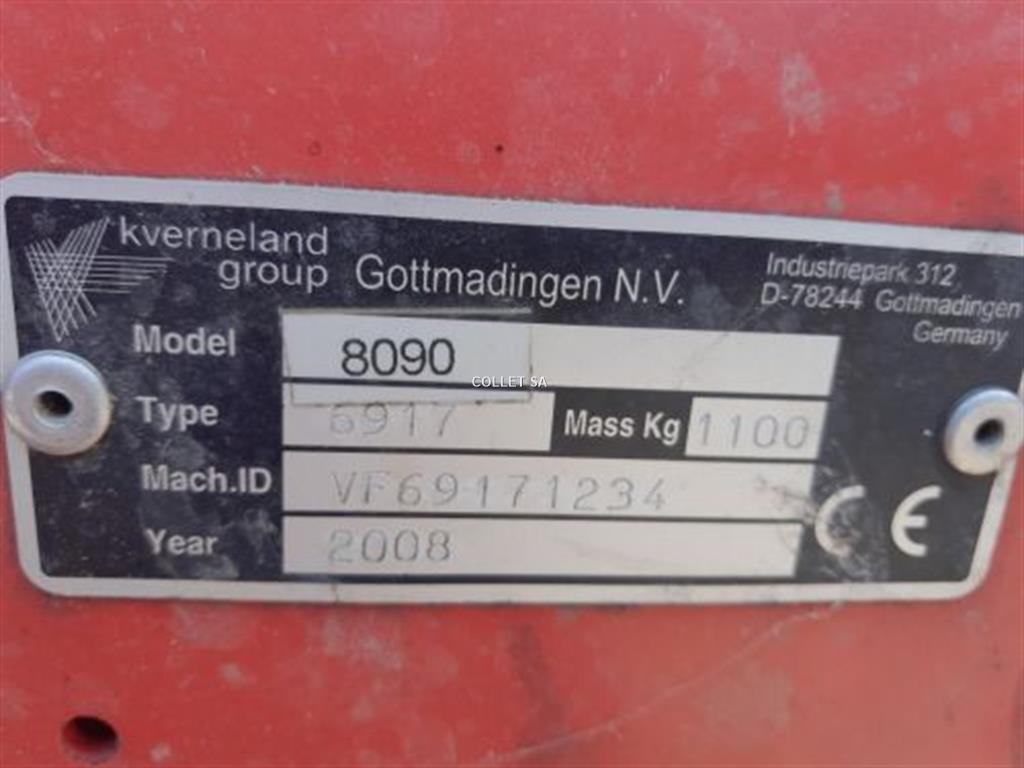 kverneland
group Gottmadingen N.V.
Industriepark 312
D-78244 Gottmadingen
Germany
Model 8090
COLLET SA
Type 6917 Mass Kg 1100
Mach.ID VF69171234
Year 2008
CE